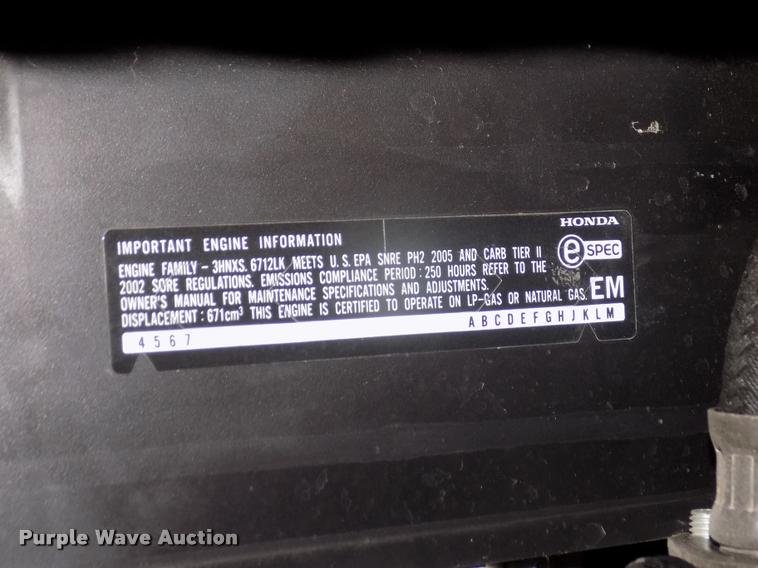 HONDA
e SPEC
IMPORTANT ENGINE INFORMATION
ENGINE FAMILY - 3HNXS.6712LK MEETS U.S.EPA SNRE PH2 2005 AND CARB TIER II
2002 SORE REGULATIONS. EMISSIONS COMPLIANCE PERIOD: 250 HOURS REFER TO THE
OWNER'S MANUAL FOR MAINTENANCE SPECIFICATIONS AND ADJUSTMENTS.
DISPLACEMENT: 671cm³ THIS ENGINE IS CERTIFIED TO OPERATE ON LP-GAS OR NATURAL GAS.
EM
4 5 6 7 A B C D E F G H J K L M
Purple Wave Auction